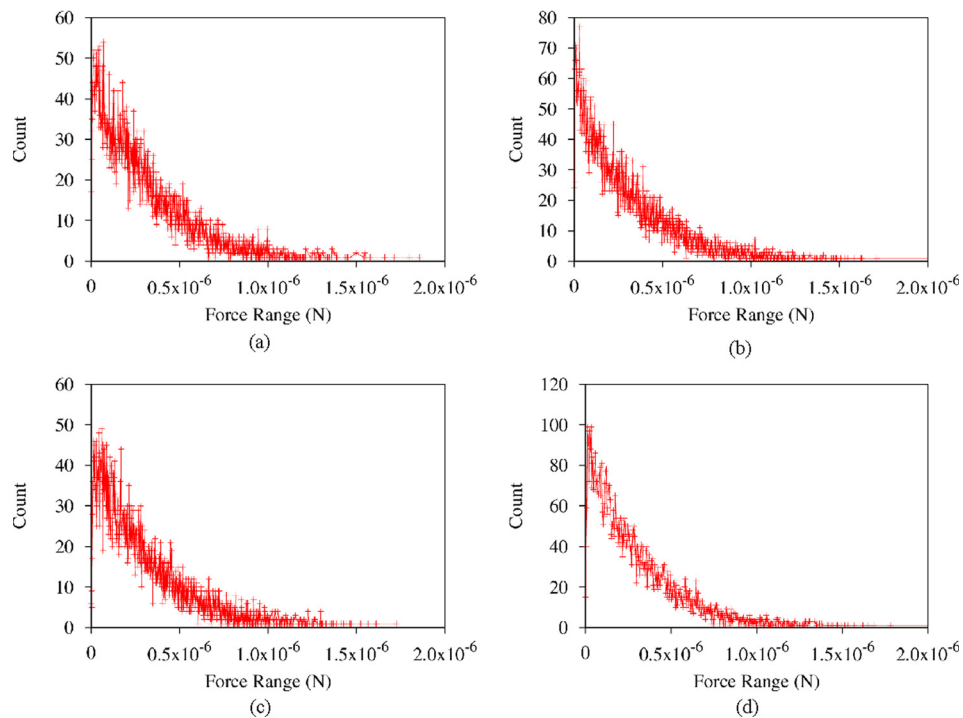 60
50
40
30
20
10
0
Count
0
0.5x10⁻⁶
1.0x10⁻⁶
1.5x10⁻⁶
2.0x10⁻⁶
Force Range (N)
(a)
80
70
60
50
40
30
20
10
0
Count
0
0.5x10⁻⁶
1.0x10⁻⁶
1.5x10⁻⁶
2.0x10⁻⁶
Force Range (N)
(b)
60
50
40
30
20
10
0
Count
0
0.5x10⁻⁶
1.0x10⁻⁶
1.5x10⁻⁶
2.0x10⁻⁶
Force Range (N)
(c)
120
100
80
60
40
20
0
Count
0
0.5x10⁻⁶
1.0x10⁻⁶
1.5x10⁻⁶
2.0x10⁻⁶
Force Range (N)
(d)